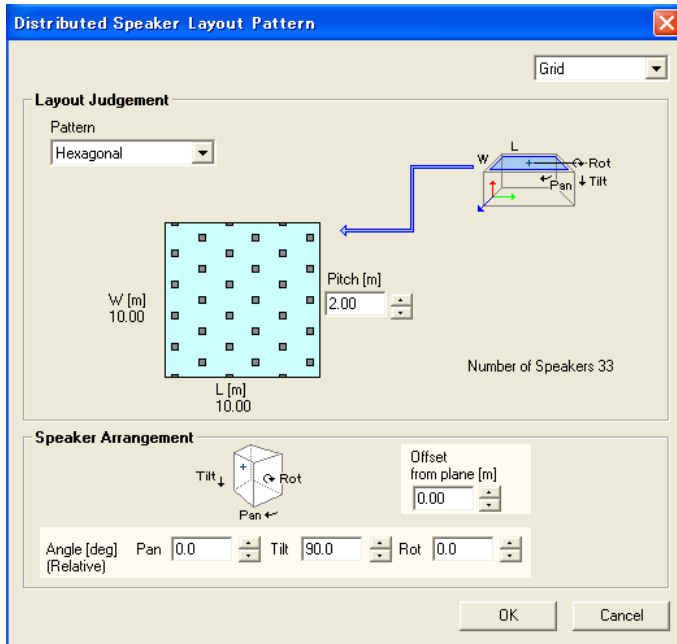 Distributed Speaker Layout Pattern
Grid
Layout Judgement
Pattern
Hexagonal
L
W
Rot
Pan
Tilt
Pitch [m]
2.00
W [m]
10.00
L [m]
10.00
Number of Speakers 33
Speaker Arrangement
Tilt
Rot
Pan
Offset
from plane [m]
0.00
Angle [deg] Pan 0.0 Tilt 90.0 Rot 0.0
(Relative)
OK Cancel